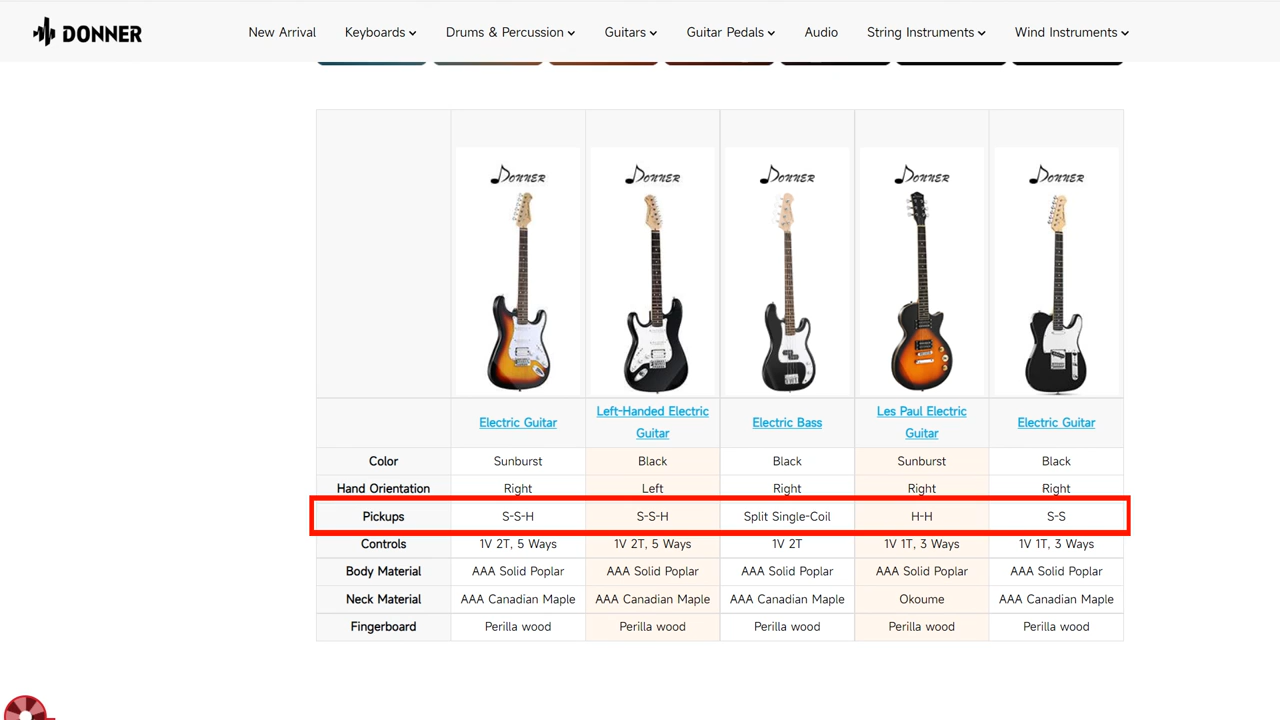 DONNER
New Arrival Keyboards Drums & Percussion Guitars Guitar Pedals Audio String Instruments Wind Instruments
DONNER DONNER DONNER DONNER DONNER
Electric Guitar Left-Handed Electric Guitar Electric Bass Les Paul Electric Guitar Electric Guitar
Color Sunburst Black Black Sunburst Black
Hand Orientation Right Left Right Right Right
Pickups S-S-H S-S-H Split Single-Coil H-H S-S
Controls 1V 2T, 5 Ways 1V 2T, 5 Ways 1V 2T 1V 1T, 3 Ways 1V 1T, 3 Ways
Body Material AAA Solid Poplar AAA Solid Poplar AAA Solid Poplar AAA Solid Poplar AAA Solid Poplar
Neck Material AAA Canadian Maple AAA Canadian Maple AAA Canadian Maple Okoume AAA Canadian Maple
Fingerboard Perilla wood Perilla wood Perilla wood Perilla wood Perilla wood